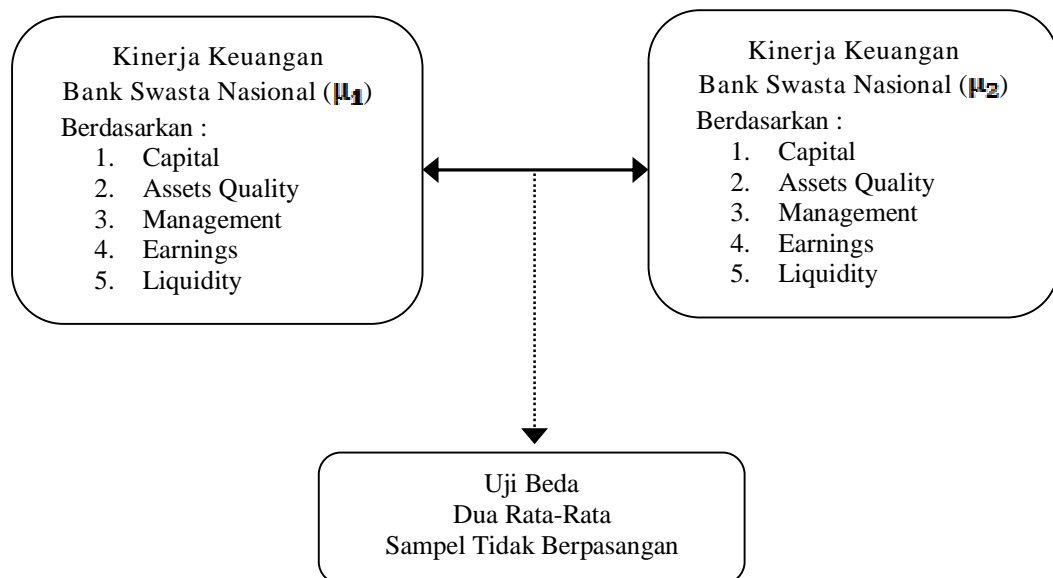 Kinerja Keuangan
Bank Swasta Nasional (μ1)
Berdasarkan :
1. Capital
2. Assets Quality
3. Management
4. Earnings
5. Liquidity
Kinerja Keuangan
Bank Swasta Nasional (μ2)
Berdasarkan :
1. Capital
2. Assets Quality
3. Management
4. Earnings
5. Liquidity
Uji Beda
Dua Rata-Rata
Sampel Tidak Berpasangan